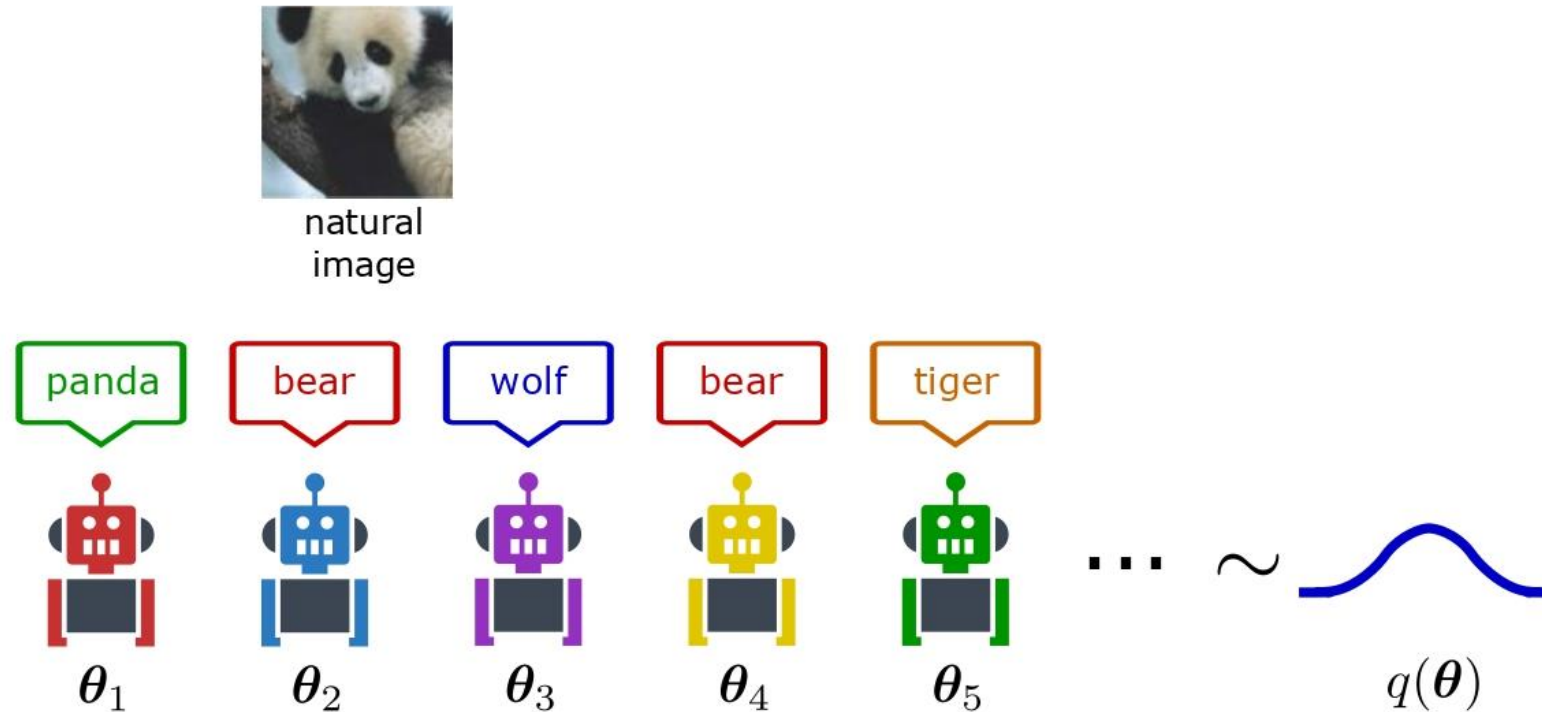 natural
image
panda bear wolf bear tiger
... ∼
θ₁ θ₂ θ₃ θ₄ θ₅ q(θ)